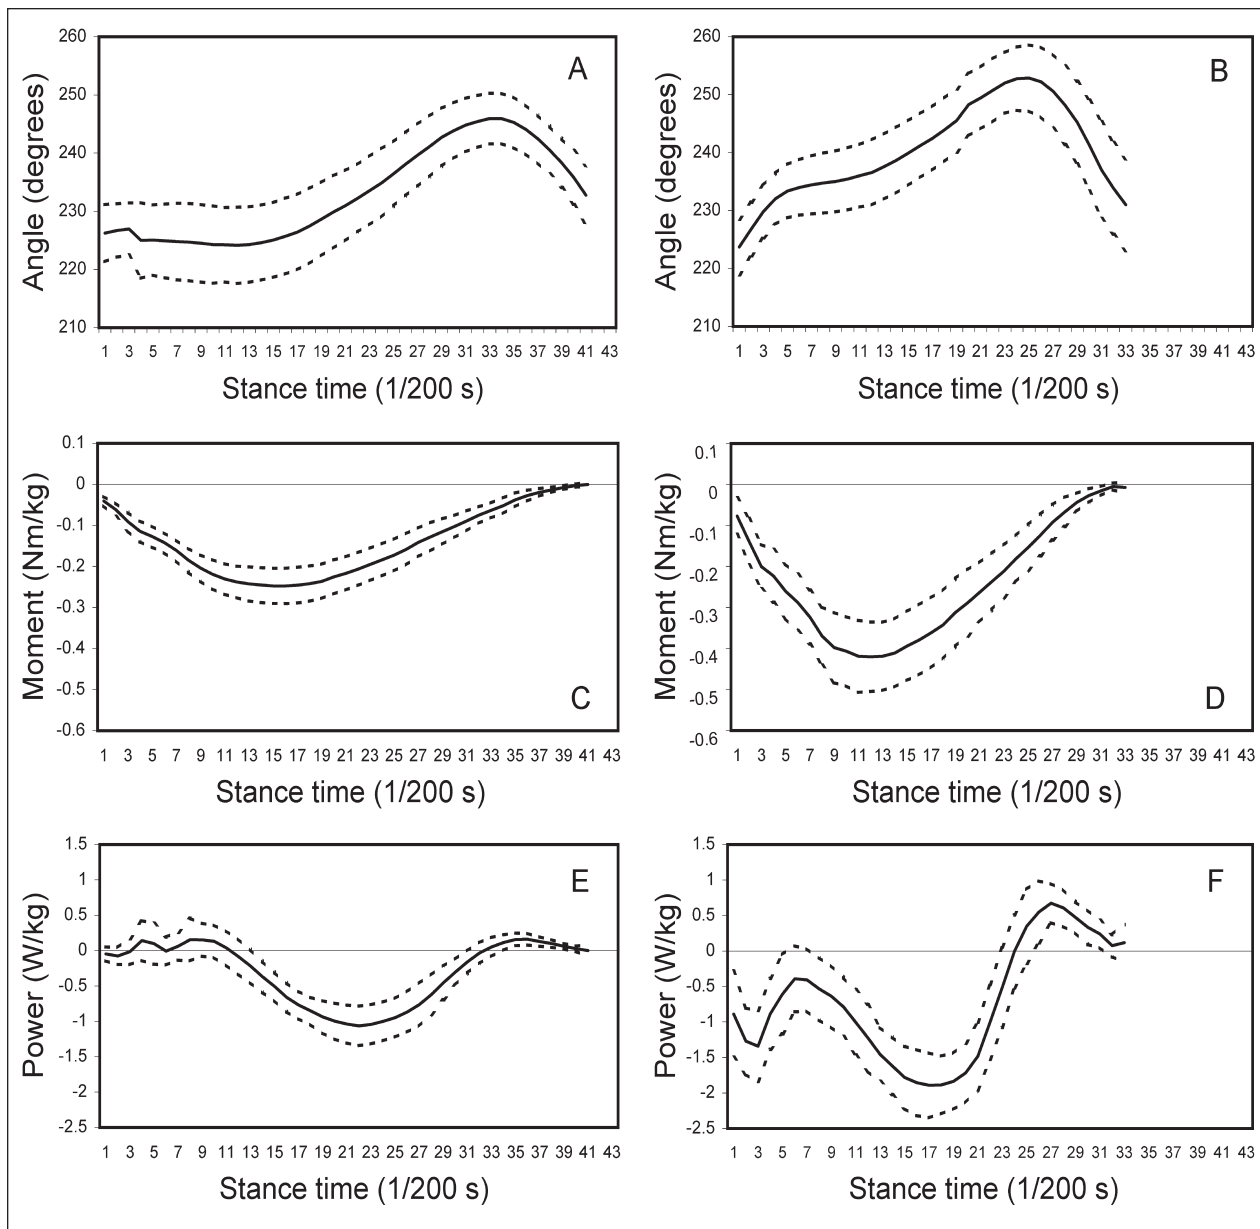 260
250
240
230
220
210
Angle (degrees)
A
1 3 5 7 9 11 13 15 17 19 21 23 25 27 29 31 33 35 37 39 41 43
Stance time (1/200 s)
260
250
240
230
220
210
Angle (degrees)
B
1 3 5 7 9 11 13 15 17 19 21 23 25 27 29 31 33 35 37 39 41 43
Stance time (1/200 s)
0.1
0
-0.1
-0.2
-0.3
-0.4
-0.5
-0.6
Moment (Nm/kg)
C
1 3 5 7 9 11 13 15 17 19 21 23 25 27 29 31 33 35 37 39 41 43
Stance time (1/200 s)
0.1
0
-0.1
-0.2
-0.3
-0.4
-0.5
-0.6
Moment (Nm/kg)
D
1 3 5 7 9 11 13 15 17 19 21 23 25 27 29 31 33 35 37 39 41 43
Stance time (1/200 s)
1.5
1
0.5
0
-0.5
-1
-1.5
-2
-2.5
Power (W/kg)
E
1 3 5 7 9 11 13 15 17 19 21 23 25 27 29 31 33 35 37 39 41 43
Stance time (1/200 s)
1.5
1
0.5
0
-0.5
-1
-1.5
-2
-2.5
Power (W/kg)
F
1 3 5 7 9 11 13 15 17 19 21 23 25 27 29 31 33 35 37 39 41 43
Stance time (1/200 s)